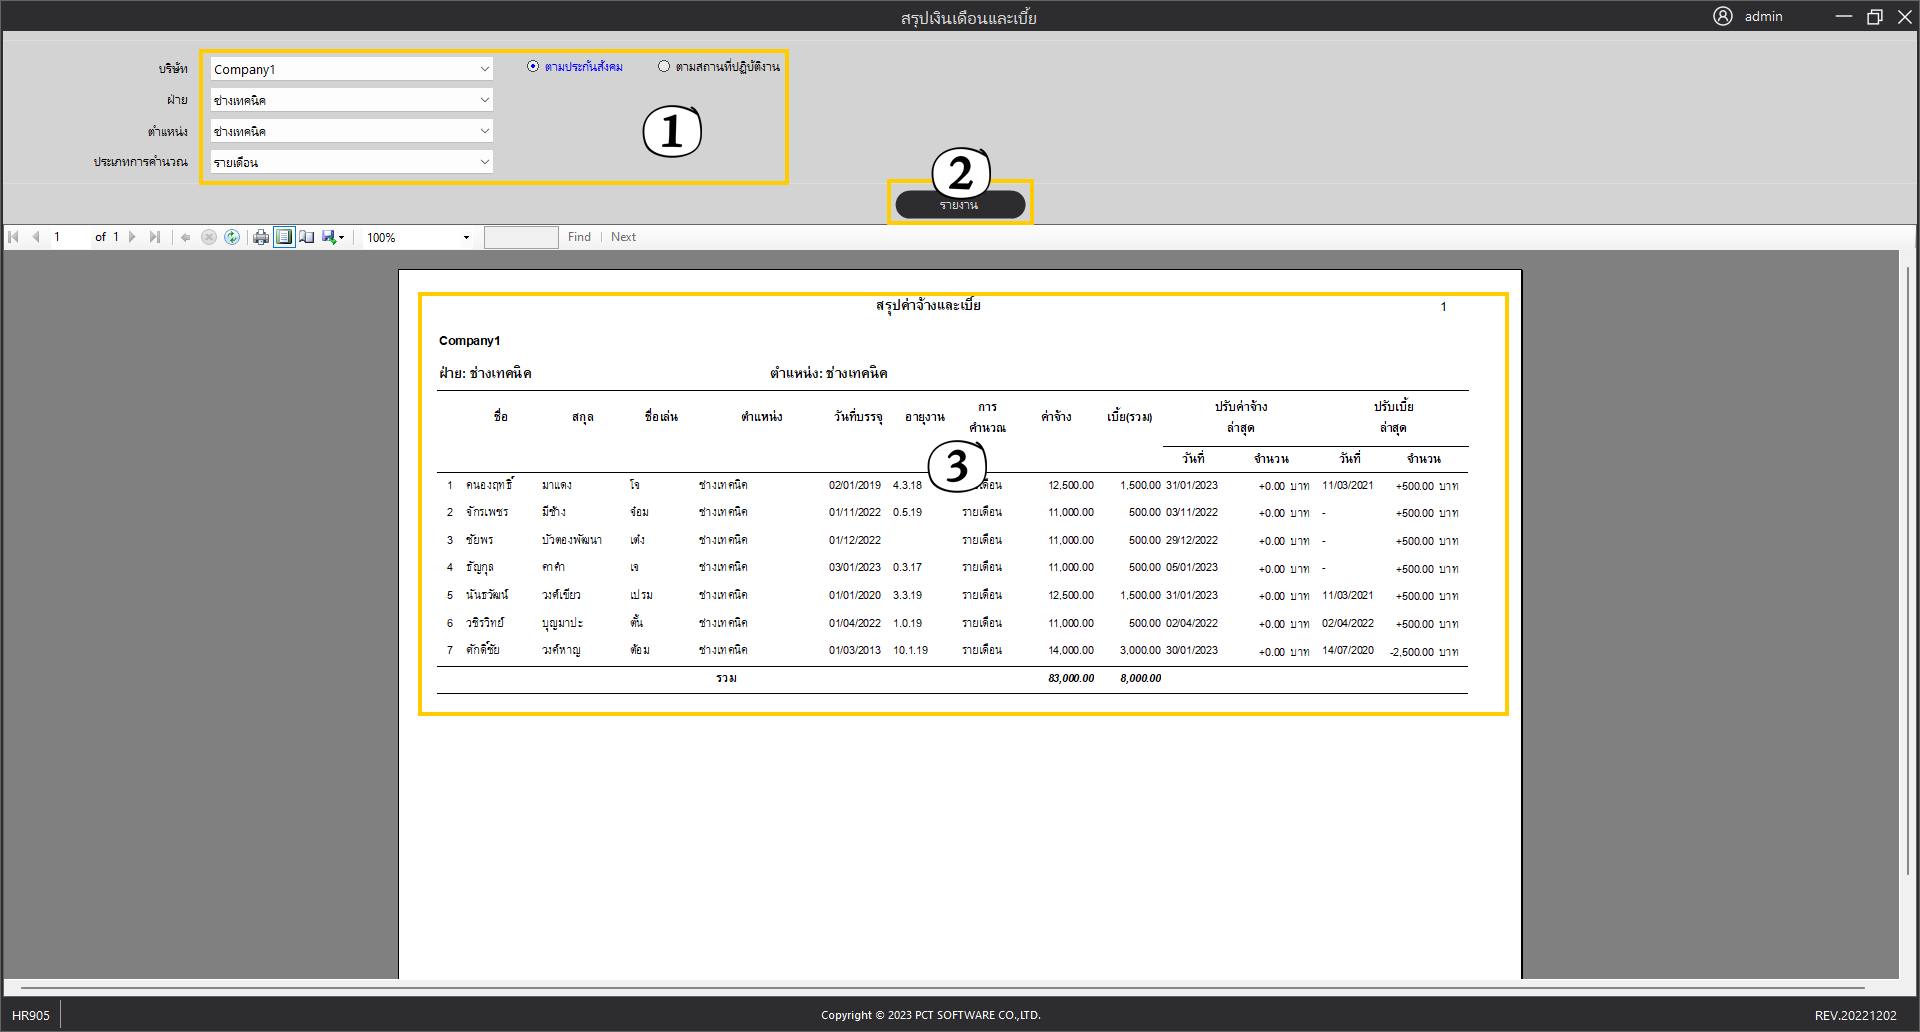 สรุปเงินเดือนและเบี้ย
admin
บริษัท Company1 ตามประกันสังคม ตามสถานที่ปฏิบัติงาน
ฝ่าย ช่างเทคนิค
ตำแหน่ง ช่างเทคนิค
ประเภทการคำนวณ รายเดือน
1
2
รายงาน
1 of 1 100% Find Next
สรุปค่าจ้างและเบี้ย 1
Company1
ฝ่าย: ช่างเทคนิค ตำแหน่ง: ช่างเทคนิค
ชื่อ สกุล ชื่อเล่น ตำแหน่ง วันที่บรรจุ อายุงาน การคำนวณ ค่าจ้าง เบี้ย(รวม) ปรับค่าจ้างล่าสุด ปรับเบี้ยล่าสุด
วันที่ จำนวน วันที่ จำนวน
3
1 คนองฤทธิ์ มาแดง โจ ช่างเทคนิค 02/01/2019 4.3.18 เดือน 12,500.00 1,500.00 31/01/2023 +0.00 บาท 11/03/2021 +500.00 บาท
2 จักรเพชร มีช้าง จ๋อม ช่างเทคนิค 01/11/2022 0.5.19 รายเดือน 11,000.00 500.00 03/11/2022 +0.00 บาท - +500.00 บาท
3 ชัยพร บัวตองพัฒนา เต๋ง ช่างเทคนิค 01/12/2022 รายเดือน 11,000.00 500.00 29/12/2022 +0.00 บาท - +500.00 บาท
4 ธัญกุล คาคำ เจ ช่างเทคนิค 03/01/2023 0.3.17 รายเดือน 11,000.00 500.00 05/01/2023 +0.00 บาท - +500.00 บาท
5 นันธวัฒน์ วงศ์เขียว เปรม ช่างเทคนิค 01/01/2020 3.3.19 รายเดือน 12,500.00 1,500.00 31/01/2023 +0.00 บาท 11/03/2021 +500.00 บาท
6 วชิรวิทย์ บุญมาปะ ตั้น ช่างเทคนิค 01/04/2022 1.0.19 รายเดือน 11,000.00 500.00 02/04/2022 +0.00 บาท 02/04/2022 +500.00 บาท
7 ศักดิ์ชัย วงค์หาญ ต้อม ช่างเทคนิค 01/03/2013 10.1.19 รายเดือน 14,000.00 3,000.00 30/01/2023 +0.00 บาท 14/07/2020 -2,500.00 บาท
รวม 83,000.00 8,000.00
HR905 Copyright © 2023 PCT SOFTWARE CO.,LTD. REV.20221202